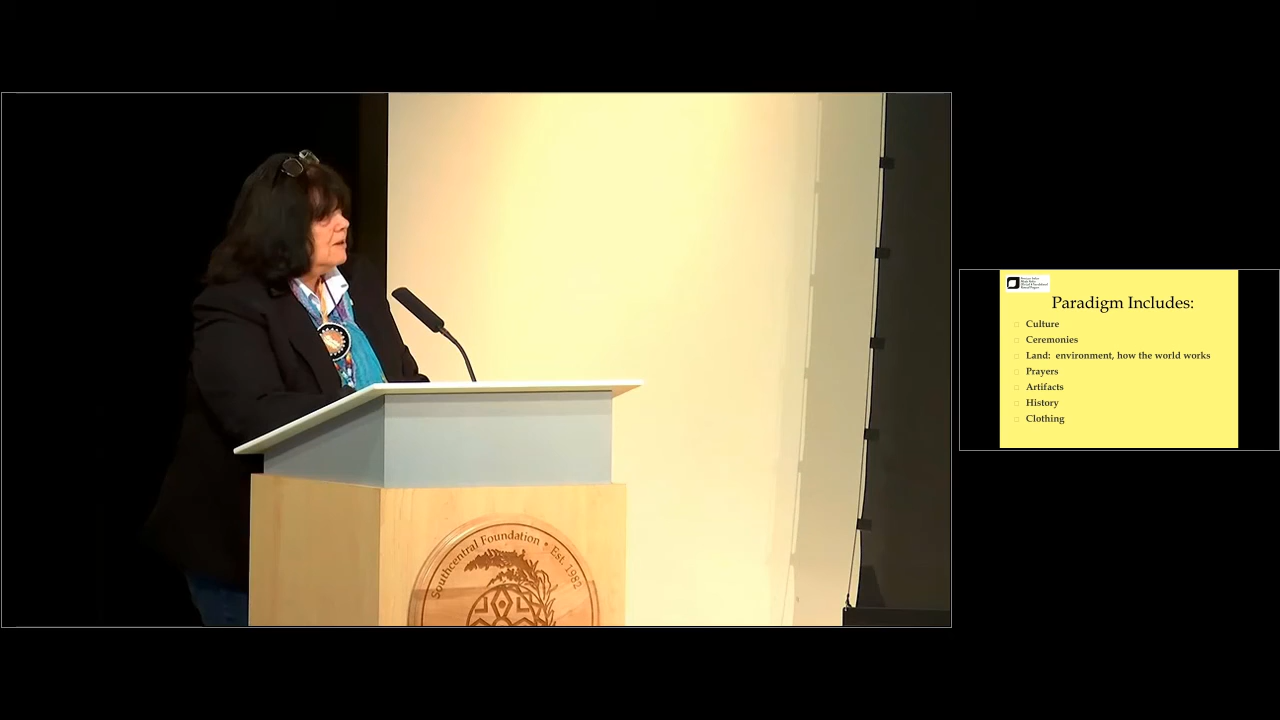 Southcentral Foundation • Est. 1982
Paradigm Includes:
Culture
Ceremonies
Land: environment, how the world works
Prayers
Artifacts
History
Clothing